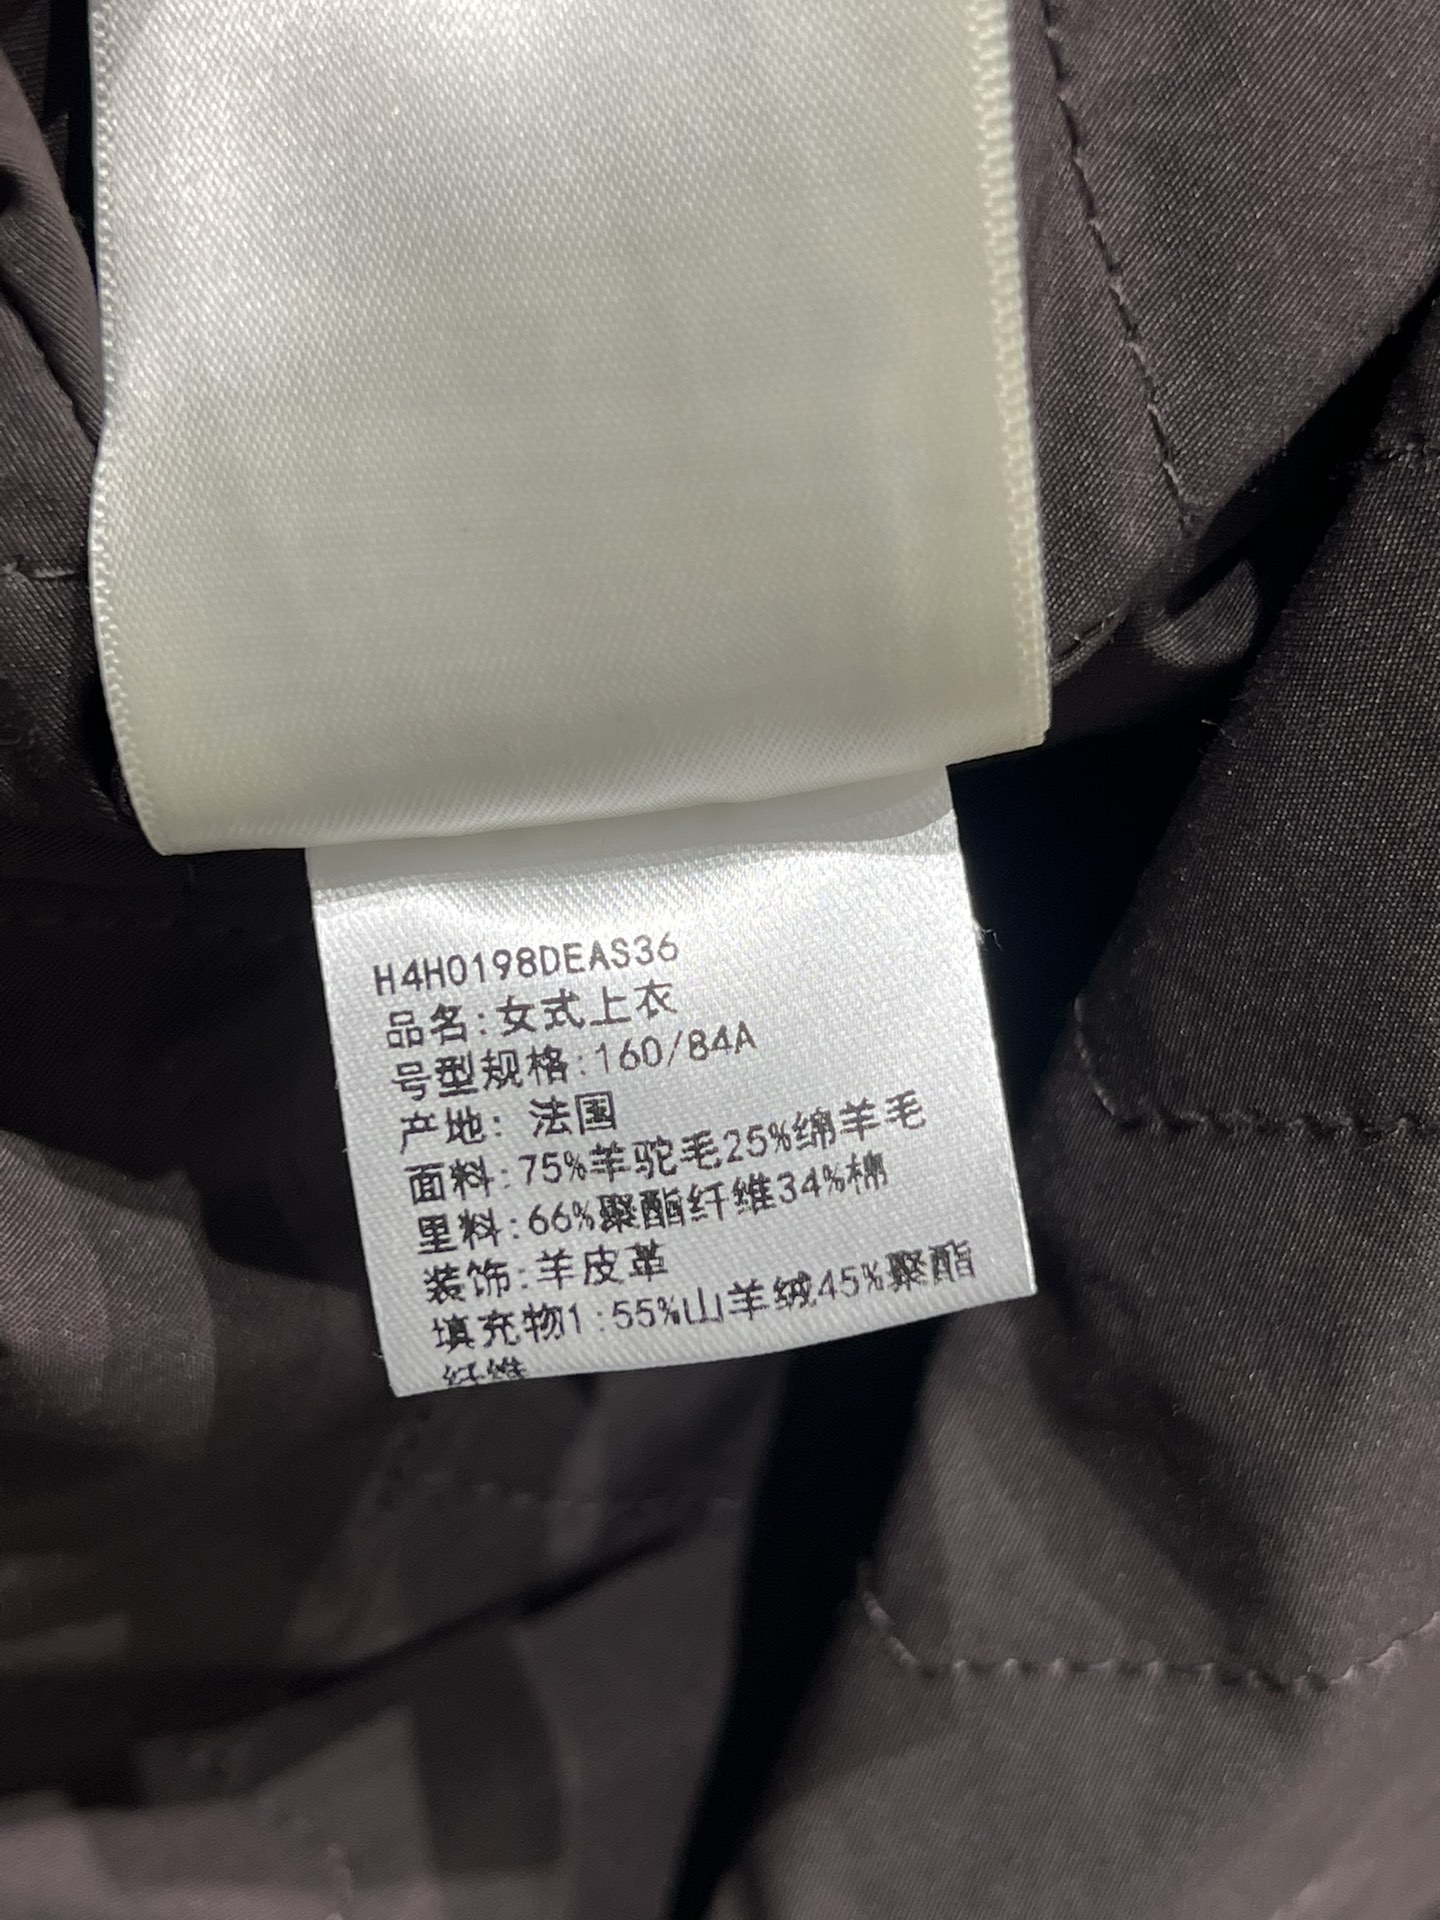 H4H0198DEAS36
品名:女式上衣
号型规格:160/84A
产地: 法国
面料:75%羊驼毛25%绵羊毛
里料:66%聚酯纤维34%棉
装饰:羊皮革
填充物1:55%山羊绒45%聚酯
纤维